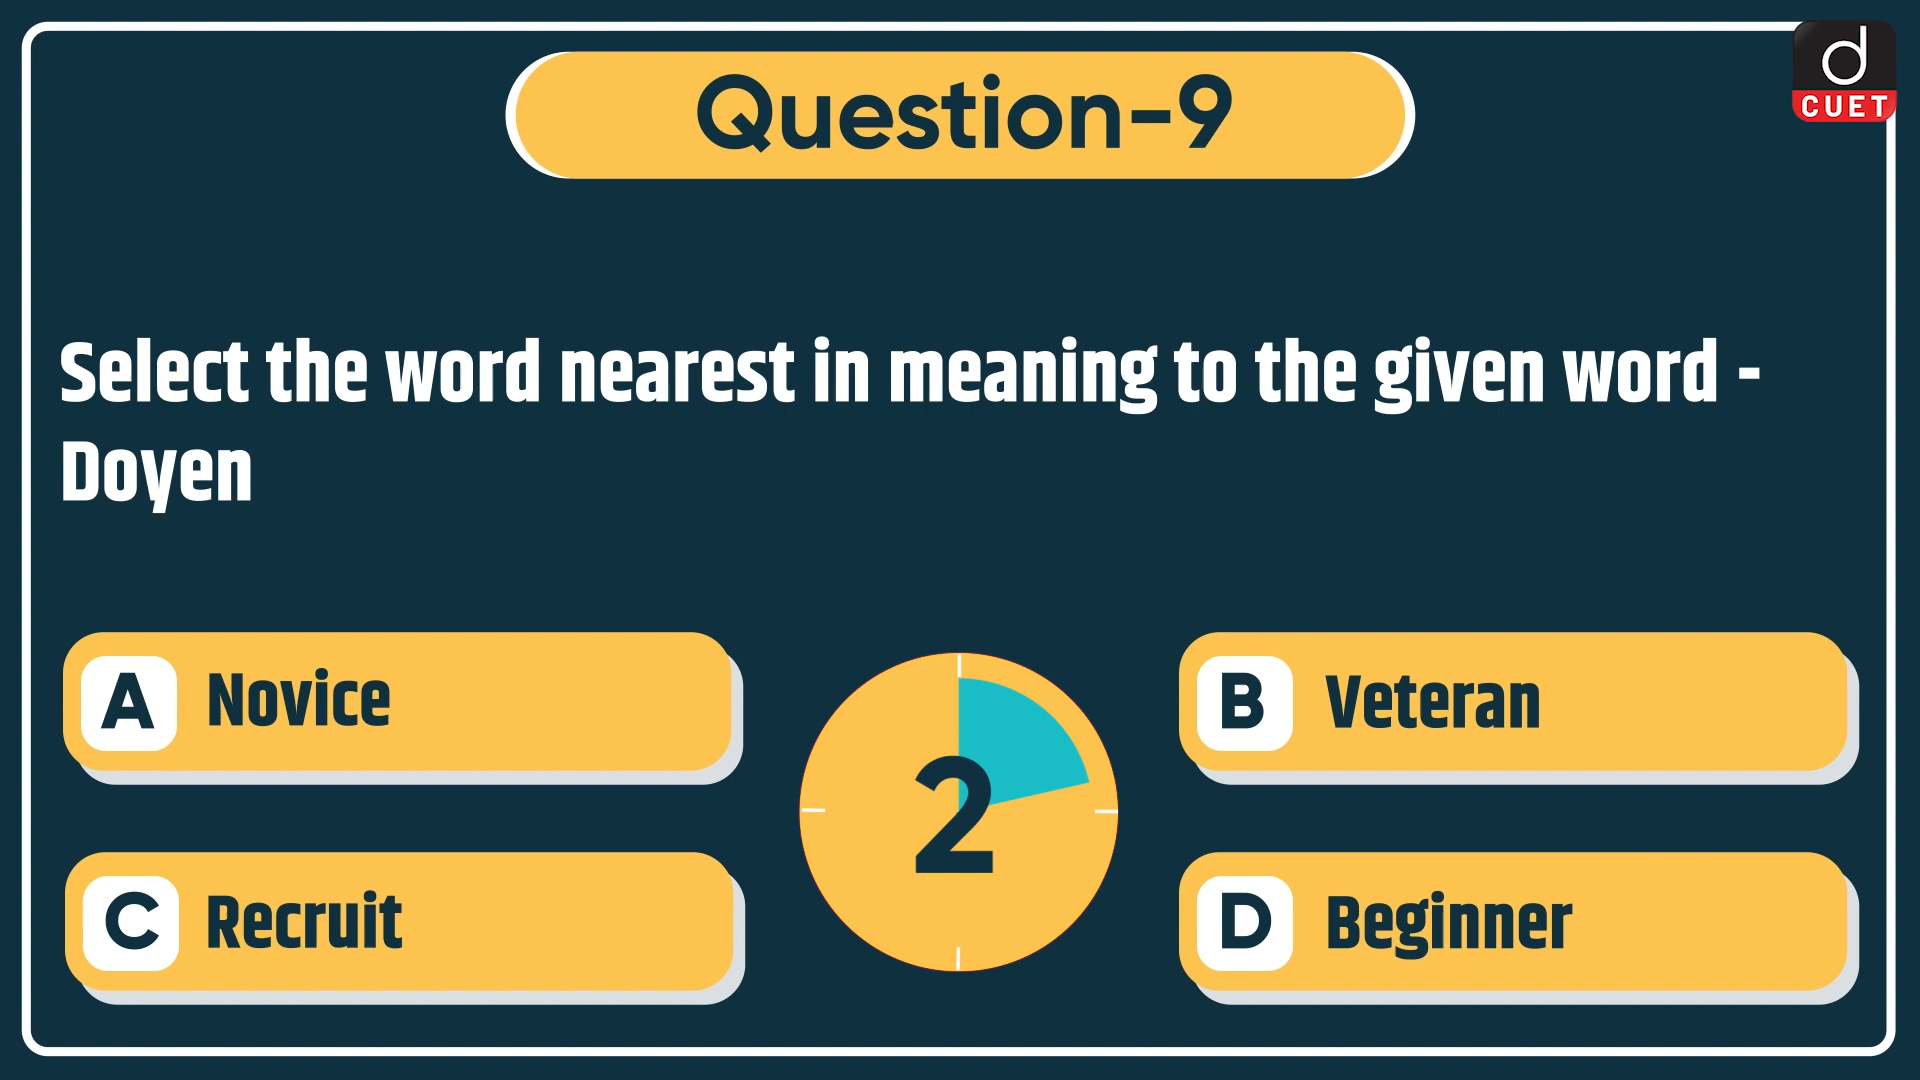 d
CUET
Question-9
Select the word nearest in meaning to the given word -
Doyen
A Novice
B Veteran
2
C Recruit
D Beginner